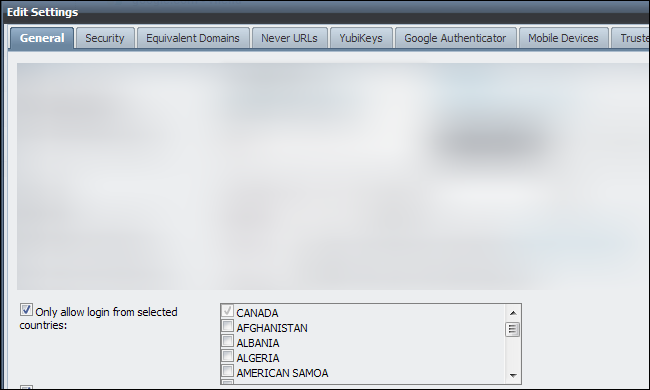 Edit Settings
General Security Equivalent Domains Never URLs YubiKeys Google Authenticator Mobile Devices Truste
Only allow login from selected
countries:
CANADA
AFGHANISTAN
ALBANIA
ALGERIA
AMERICAN SAMOA